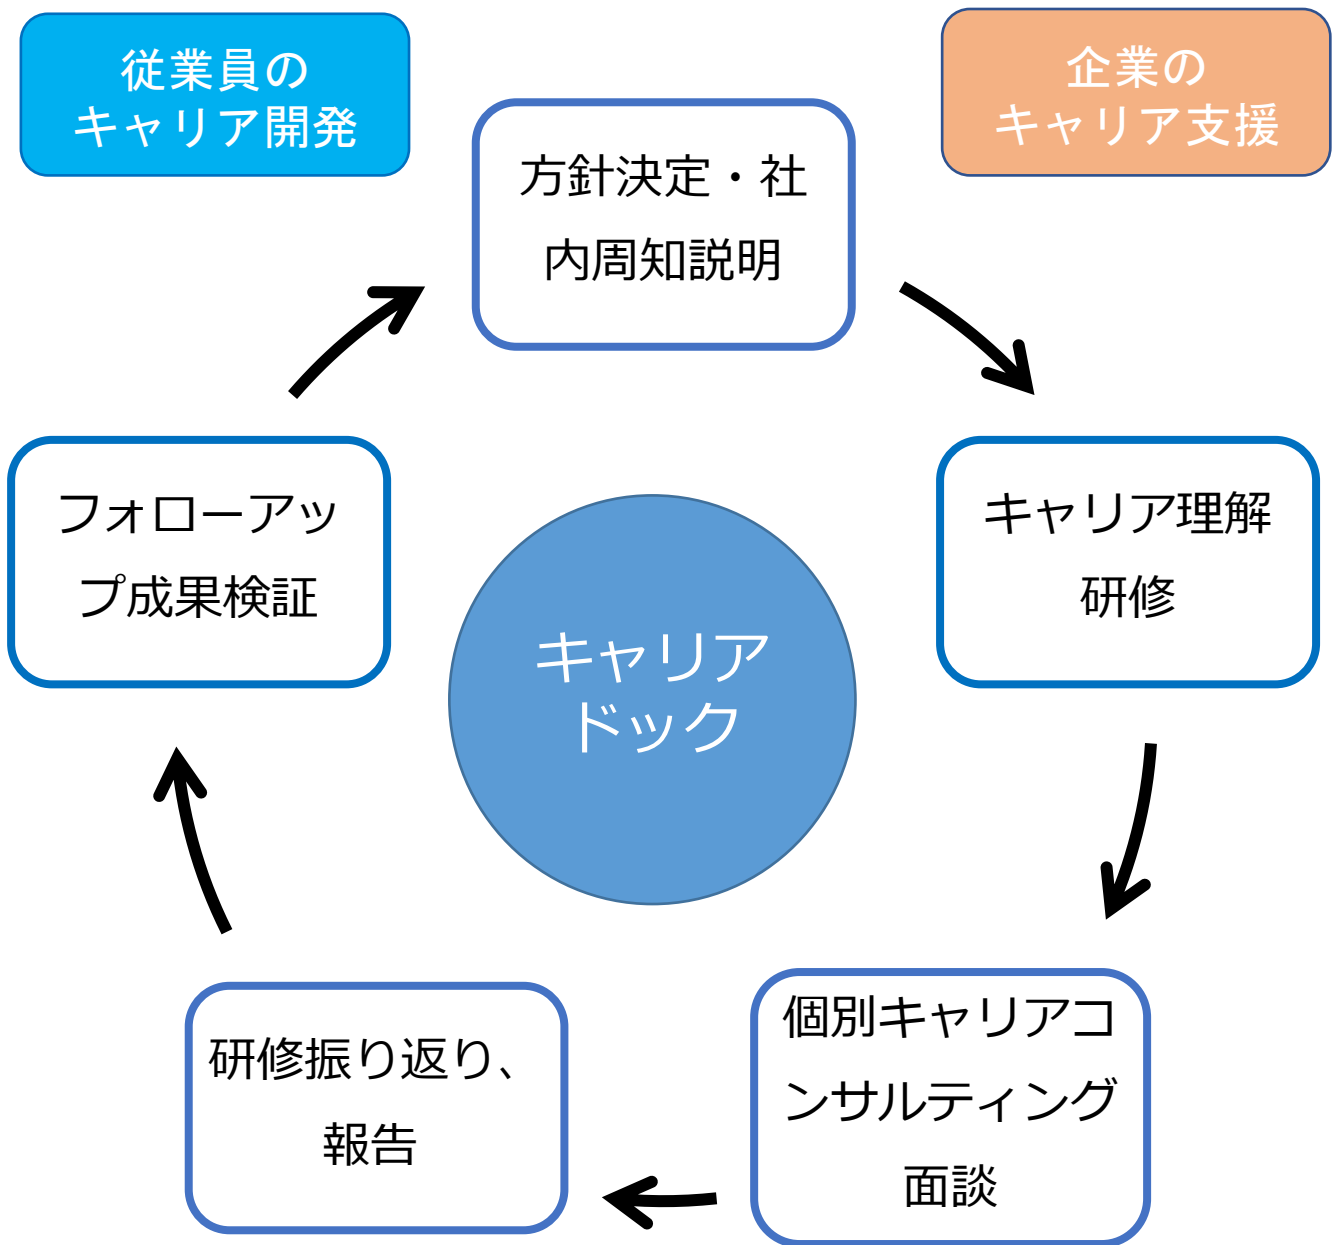 従業員の
キャリア開発
企業の
キャリア支援
方針決定・社
内周知説明
フォローアッ
プ成果検証
キャリア理解
研修
キャリア
ドック
研修振り返り、
報告
個別キャリアコ
ンサルティング
面談